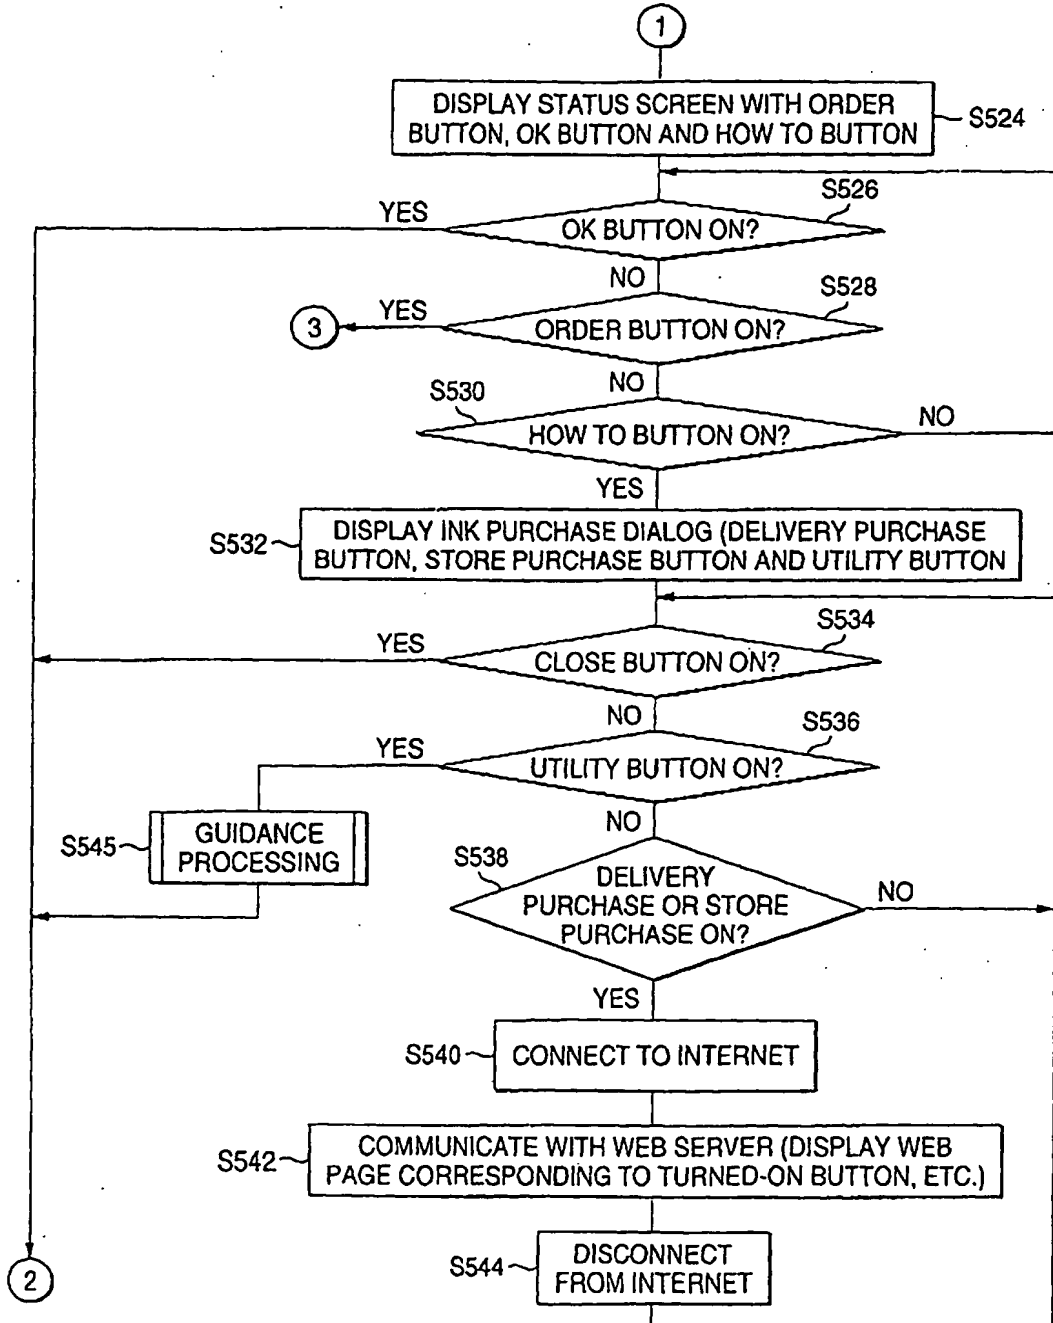 1
DISPLAY STATUS SCREEN WITH ORDER
BUTTON, OK BUTTON AND HOW TO BUTTON
S524
S526
YES
OK BUTTON ON?
NO
S528
3
YES
ORDER BUTTON ON?
NO
S530
HOW TO BUTTON ON?
NO
YES
S532
DISPLAY INK PURCHASE DIALOG (DELIVERY PURCHASE
BUTTON, STORE PURCHASE BUTTON AND UTILITY BUTTON
S534
YES
CLOSE BUTTON ON?
NO
S536
YES
UTILITY BUTTON ON?
NO
S545
GUIDANCE
PROCESSING
S538
DELIVERY
PURCHASE OR STORE
PURCHASE ON?
NO
YES
S540
CONNECT TO INTERNET
S542
COMMUNICATE WITH WEB SERVER (DISPLAY WEB
PAGE CORRESPONDING TO TURNED-ON BUTTON, ETC.)
S544
DISCONNECT
FROM INTERNET
2